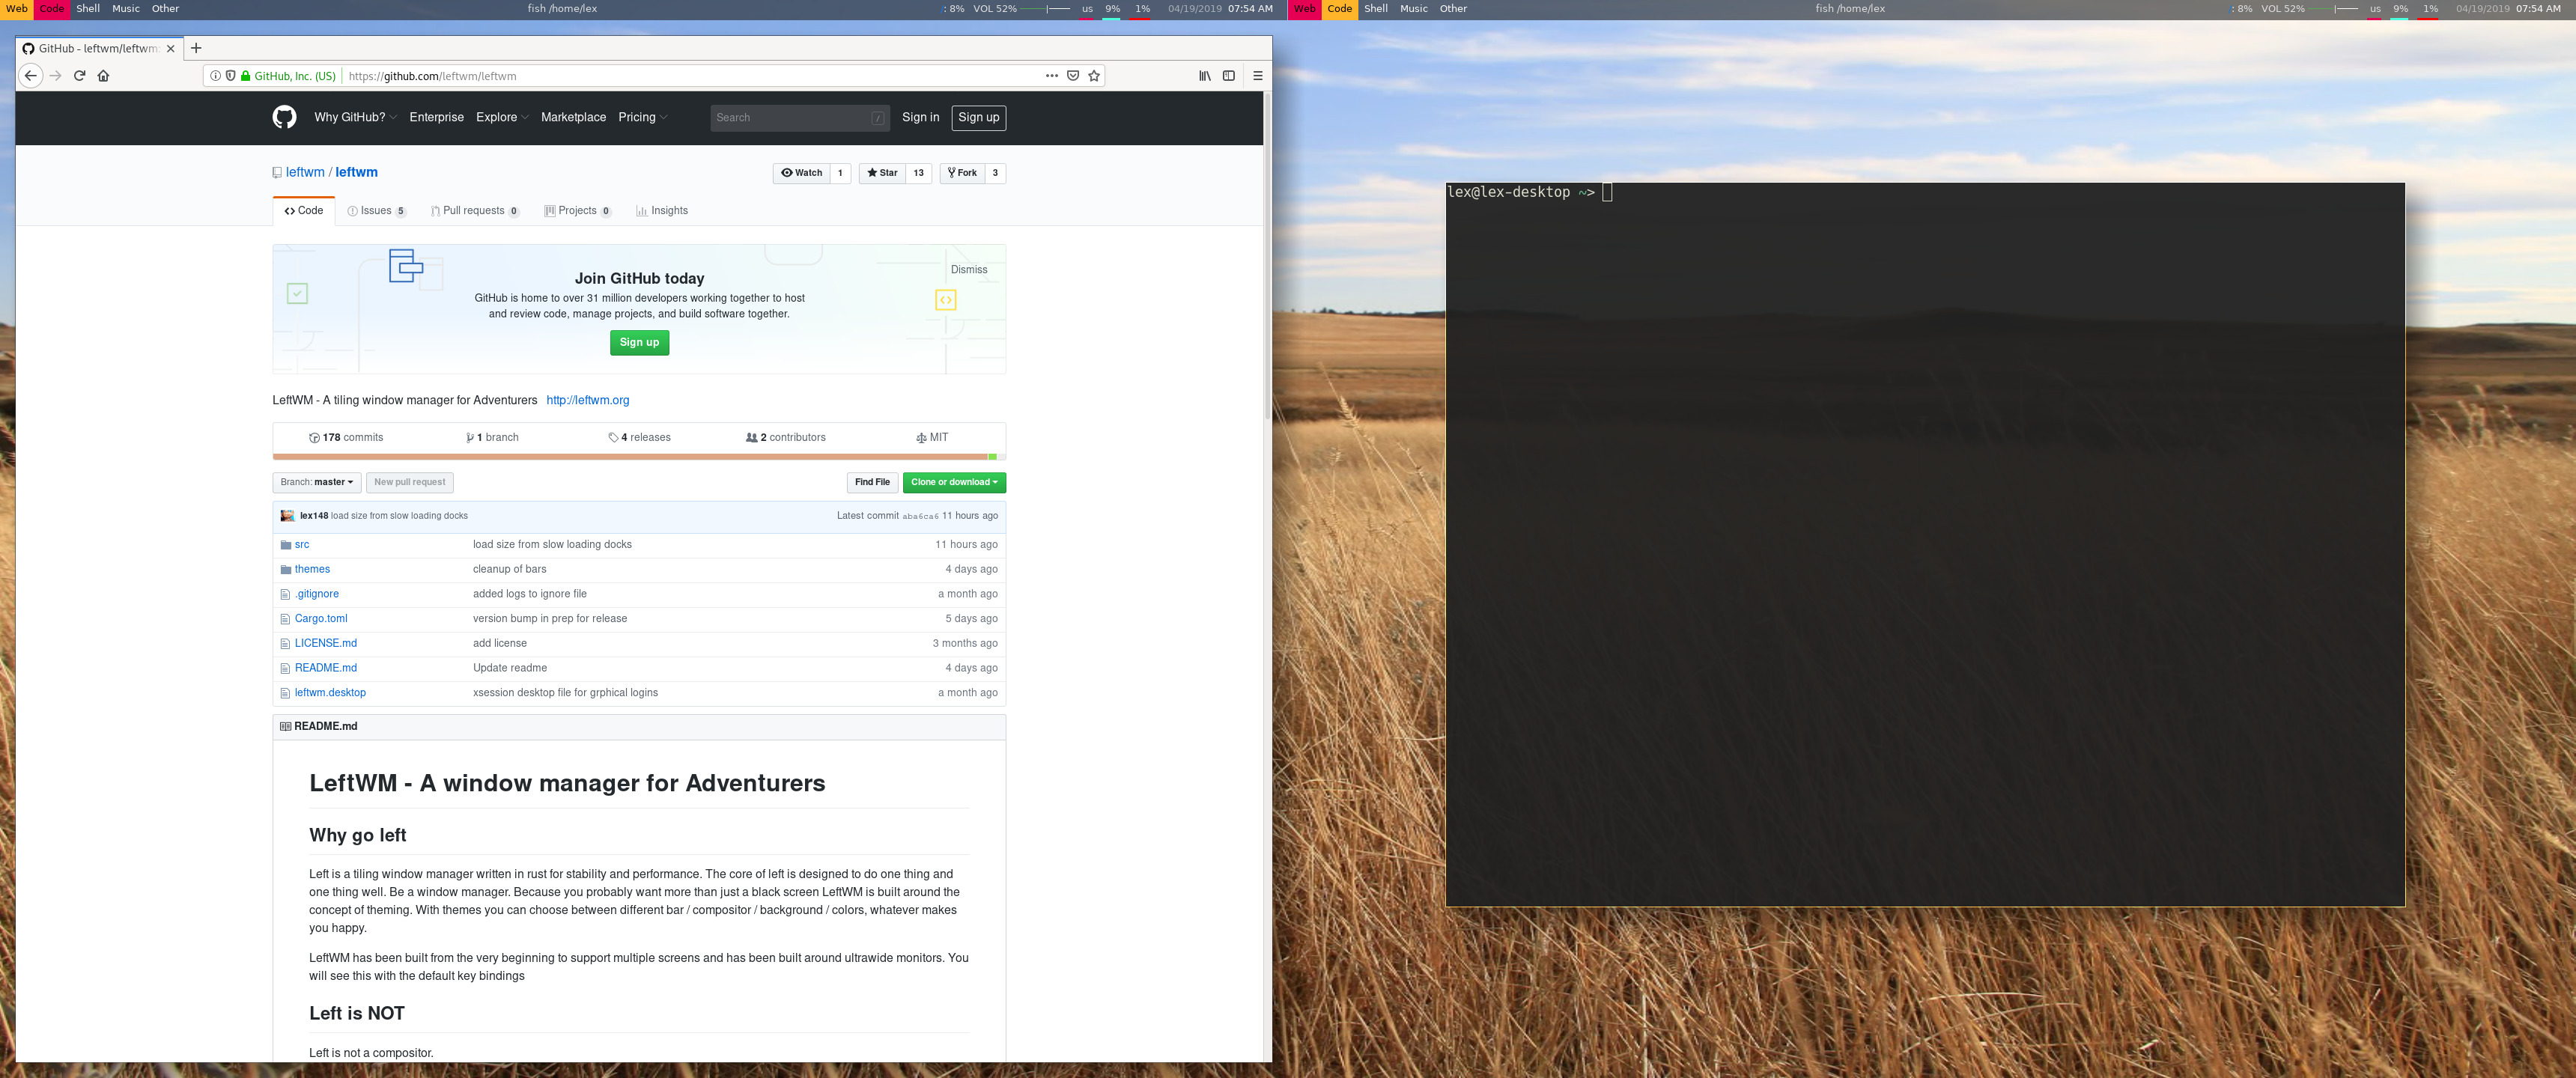 Web Code Shell Music Other fish /home/lex : 8% VOL 52% us 9% 1% 04/19/2019 07:54 AM
Web Code Shell Music Other fish /home/lex : 8% VOL 52% us 9% 1% 04/19/2019 07:54 AM
GitHub - leftwm/leftwm:
GitHub, Inc. (US) https://github.com/leftwm/leftwm
Why GitHub? Enterprise Explore Marketplace Pricing Search / Sign in Sign up
leftwm / leftwm Watch 1 Star 13 Fork 3
Code Issues 5 Pull requests 0 Projects 0 Insights
Join GitHub today
Dismiss
GitHub is home to over 31 million developers working together to host
and review code, manage projects, and build software together.
Sign up
LeftWM - A tiling window manager for Adventurers http://leftwm.org
178 commits 1 branch 4 releases 2 contributors MIT
Branch: master New pull request Find File Clone or download
lex148 load size from slow loading docks Latest commit aba6ca6 11 hours ago
src load size from slow loading docks 11 hours ago
themes cleanup of bars 4 days ago
.gitignore added logs to ignore file a month ago
Cargo.toml version bump in prep for release 5 days ago
LICENSE.md add license 3 months ago
README.md Update readme 4 days ago
leftwm.desktop xsession desktop file for grphical logins a month ago
README.md
LeftWM - A window manager for Adventurers
Why go left
Left is a tiling window manager written in rust for stability and performance. The core of left is designed to do one thing and
one thing well. Be a window manager. Because you probably want more than just a black screen LeftWM is built around the
concept of theming. With themes you can choose between different bar / compositor / background / colors, whatever makes
you happy.
LeftWM has been built from the very beginning to support multiple screens and has been built around ultrawide monitors. You
will see this with the default key bindings
Left is NOT
Left is not a compositor.
lex@lex-desktop ~>